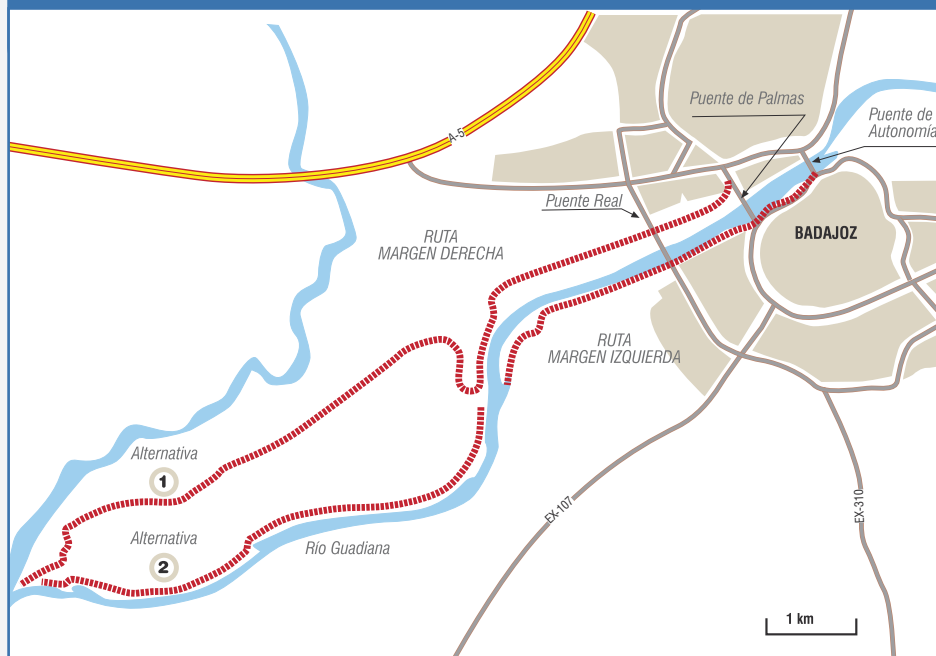 A-5
Puente de Palmas
Puente de
Autonomía
Puente Real
BADAJOZ
RUTA
MARGEN DERECHA
RUTA
MARGEN IZQUIERDA
Alternativa
1
Alternativa
2
Río Guadiana
EX-107
EX-310
1 km